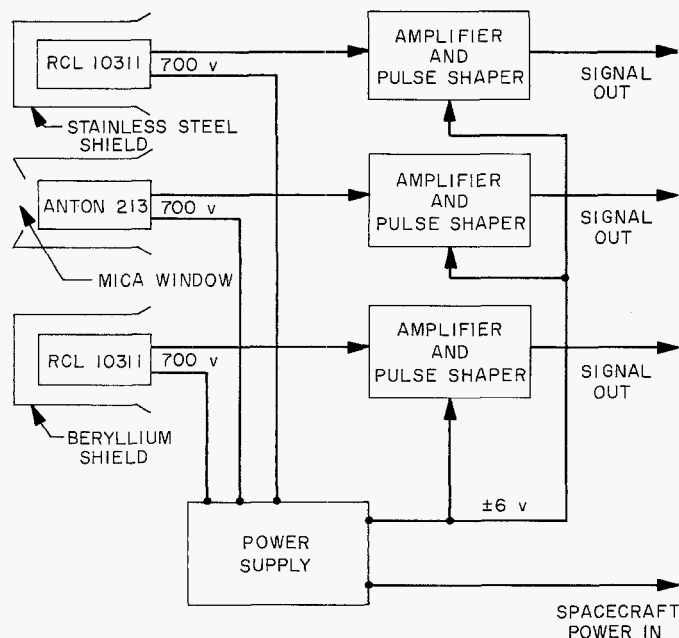 RCL 10311
700 v
AMPLIFIER
AND
PULSE SHAPER
SIGNAL
OUT
STAINLESS STEEL
SHIELD
ANTON 213
700 v
AMPLIFIER
AND
PULSE SHAPER
SIGNAL
OUT
MICA WINDOW
RCL 10311
700 v
AMPLIFIER
AND
PULSE SHAPER
SIGNAL
OUT
BERYLLIUM
SHIELD
±6 v
POWER
SUPPLY
SPACECRAFT
POWER IN